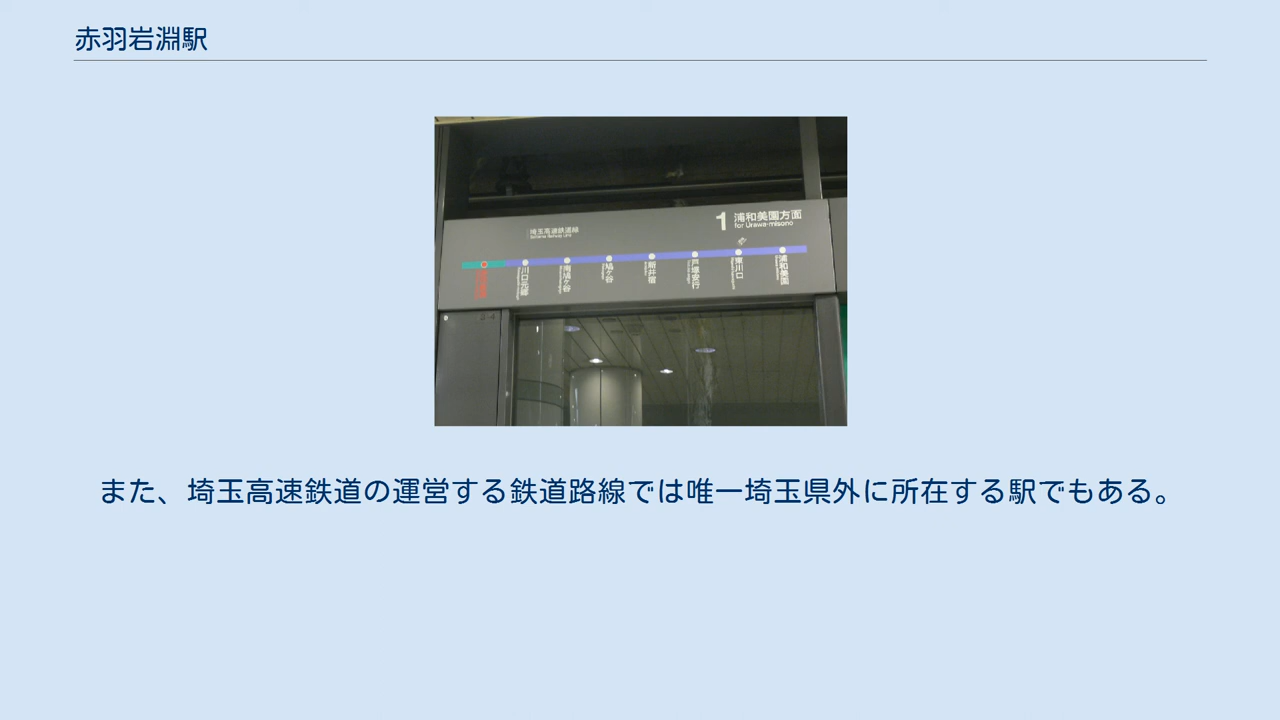 赤羽岩淵駅
1 浦和美園方面
for Urawa-misono
埼玉高速鉄道線
Saitama Railway Line
川口元郷
南鳩ヶ谷
鳩ヶ谷
新井宿
戸塚安行
東川口
浦和美園
また、埼玉高速鉄道の運営する鉄道路線では唯一埼玉県外に所在する駅でもある。